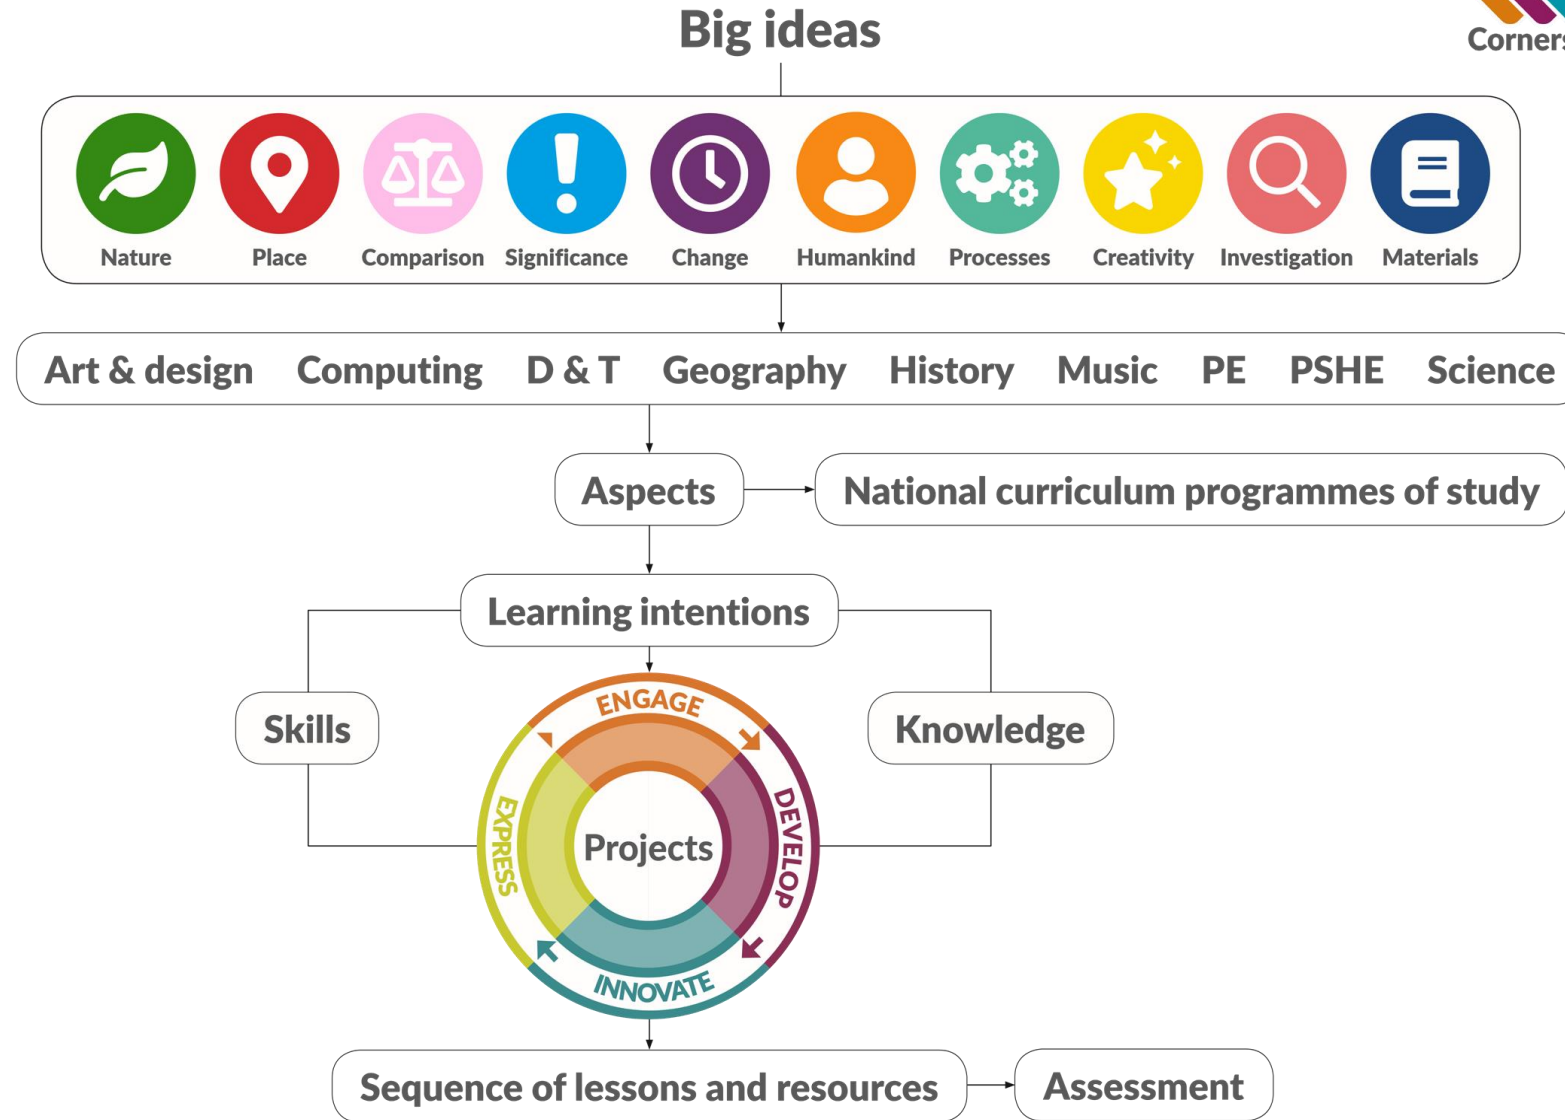 Big ideas
Corners
Nature Place Comparison Significance Change Humankind Processes Creativity Investigation Materials
Art & design Computing D & T Geography History Music PE PSHE Science
Aspects National curriculum programmes of study
Learning intentions
Skills
ENGAGE
Knowledge
EXPRESS
Projects
DEVELOP
INNOVATE
Sequence of lessons and resources Assessment